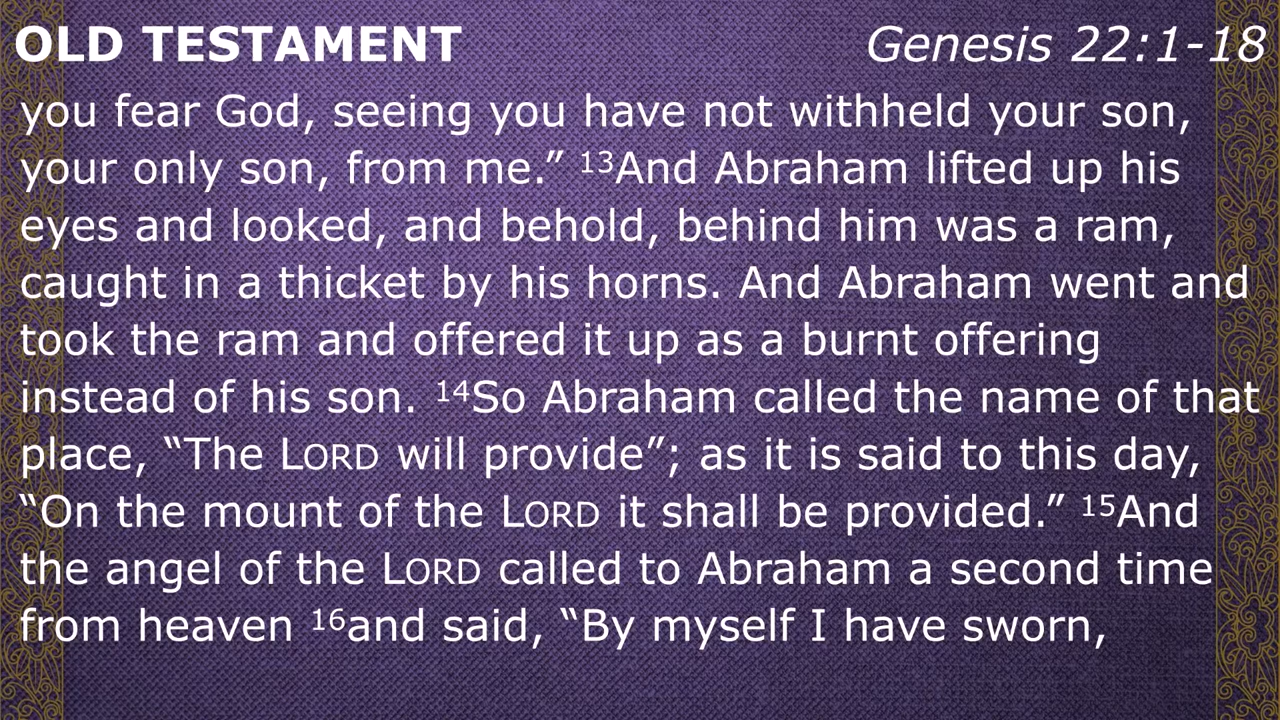 OLD TESTAMENT Genesis 22:1-18
you fear God, seeing you have not withheld your son,
your only son, from me.” 13And Abraham lifted up his
eyes and looked, and behold, behind him was a ram,
caught in a thicket by his horns. And Abraham went and
took the ram and offered it up as a burnt offering
instead of his son. 14So Abraham called the name of that
place, “The LORD will provide”; as it is said to this day,
“On the mount of the LORD it shall be provided.” 15And
the angel of the LORD called to Abraham a second time
from heaven 16and said, “By myself I have sworn,